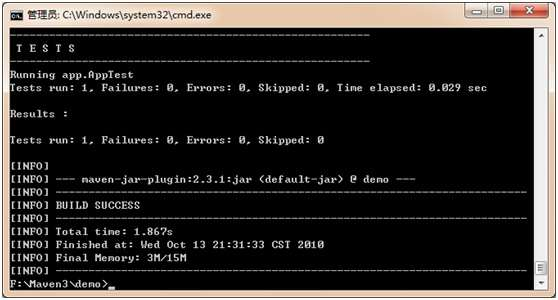 管理员: C:\Windows\system32\cmd.exe
-------------------------------------------------------
 T E S T S
-------------------------------------------------------
Running app.AppTest
Tests run: 1, Failures: 0, Errors: 0, Skipped: 0, Time elapsed: 0.029 sec
Results :
Tests run: 1, Failures: 0, Errors: 0, Skipped: 0
[INFO]
[INFO] --- maven-jar-plugin:2.3.1:jar (default-jar) @ demo ---
[INFO] ------------------------------------------------------------------------
[INFO] BUILD SUCCESS
[INFO] ------------------------------------------------------------------------
[INFO] Total time: 1.867s
[INFO] Finished at: Wed Oct 13 21:31:33 CST 2010
[INFO] Final Memory: 3M/15M
[INFO] ------------------------------------------------------------------------
F:\Maven3\demo>_